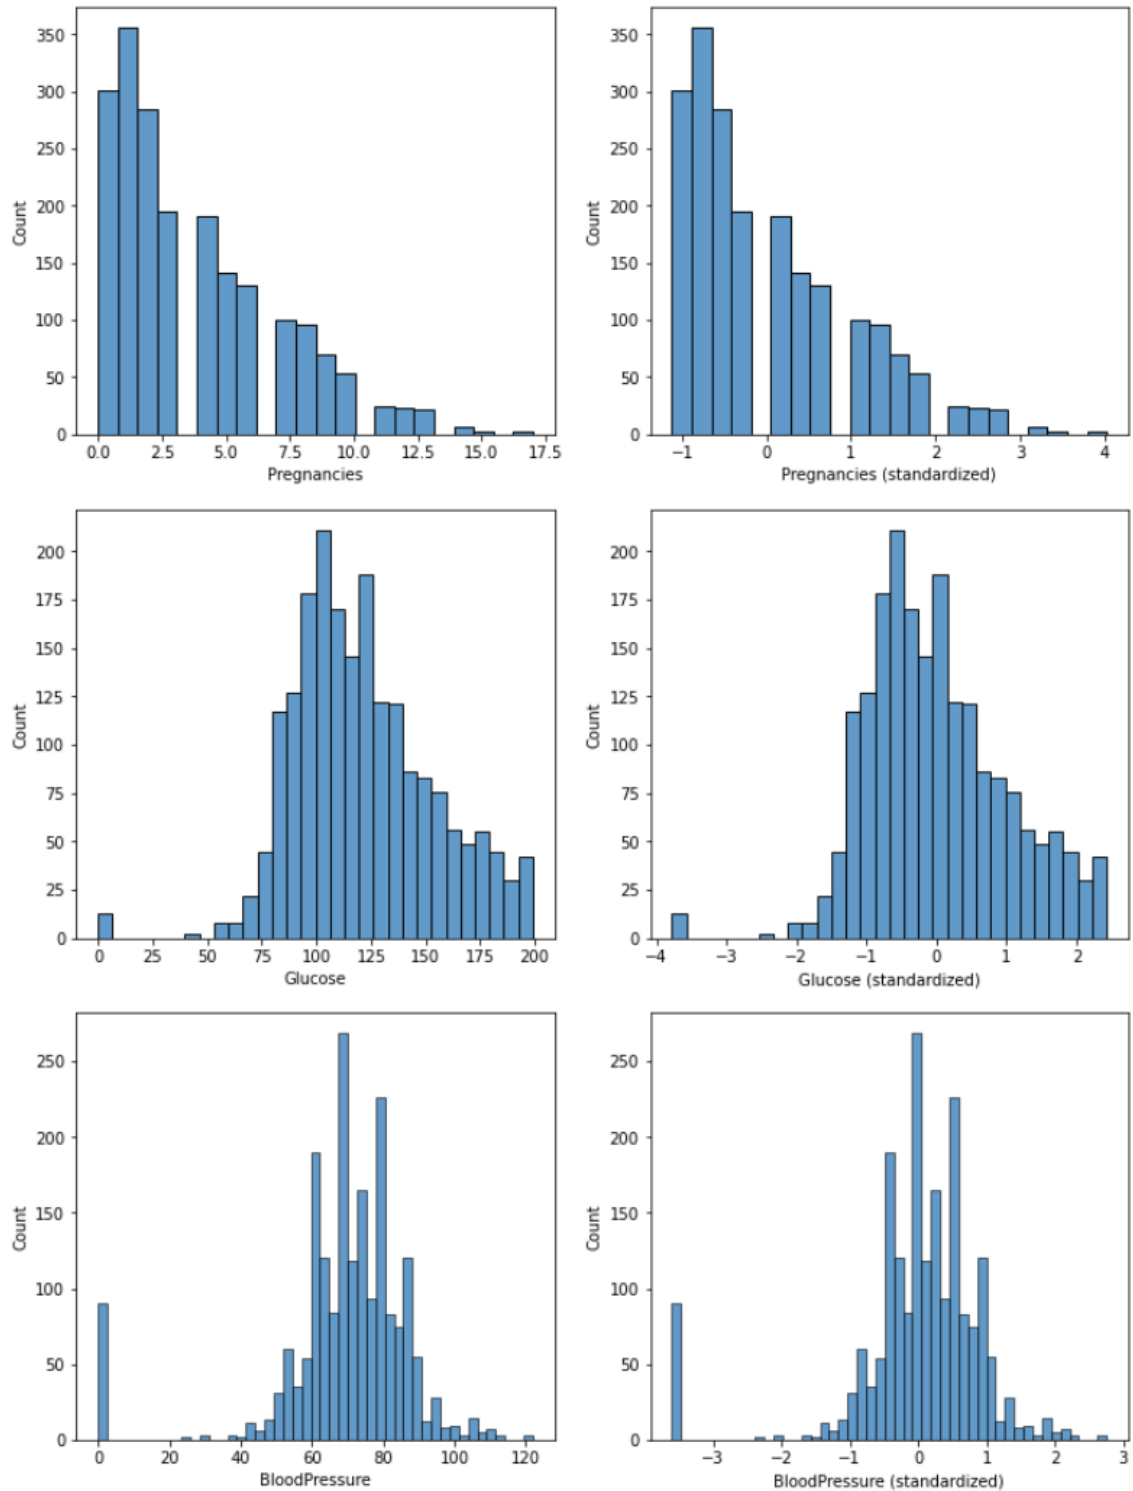 350
300
250
200
150
100
50
0
Count
0.0 2.5 5.0 7.5 10.0 12.5 15.0 17.5
Pregnancies
350
300
250
200
150
100
50
0
Count
−1 0 1 2 3 4
Pregnancies (standardized)
200
175
150
125
100
75
50
25
0
Count
0 25 50 75 100 125 150 175 200
Glucose
200
175
150
125
100
75
50
25
0
Count
−4 −3 −2 −1 0 1 2
Glucose (standardized)
250
200
150
100
50
0
Count
0 20 40 60 80 100 120
BloodPressure
250
200
150
100
50
0
Count
−3 −2 −1 0 1 2 3
BloodPressure (standardized)